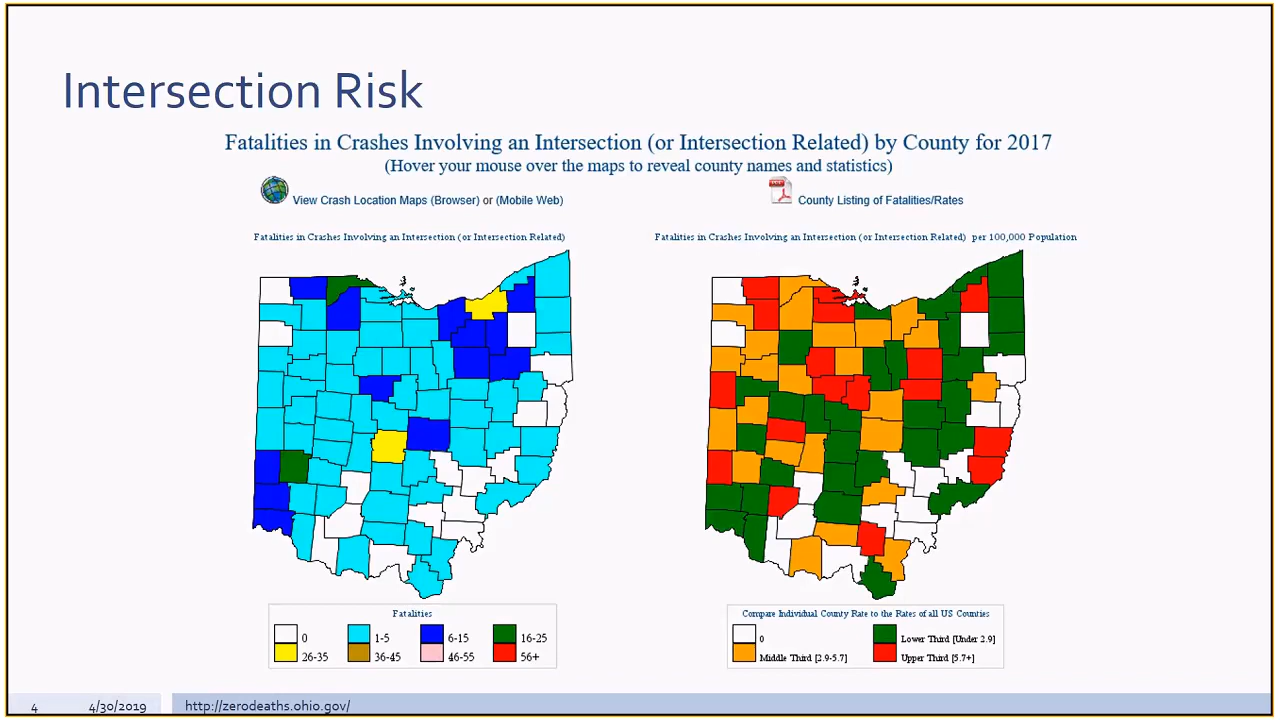 Intersection Risk
Fatalities in Crashes Involving an Intersection (or Intersection Related) by County for 2017
(Hover your mouse over the maps to reveal county names and statistics)
View Crash Location Maps (Browser) or (Mobile Web)
PDF
County Listing of Fatalities/Rates
Fatalities in Crashes Involving an Intersection (or Intersection Related)
Fatalities in Crashes Involving an Intersection (or Intersection Related) per 100,000 Population
Fatalities
0 1-5 6-15 16-25
26-35 36-45 46-55 56+
Compare Individual County Rate to the Rates of all US Counties
0 Lower Third [Under 2.9]
Middle Third [2.9-5.7] Upper Third [5.7+]
4 4/30/2019 http://zerodeaths.ohio.gov/